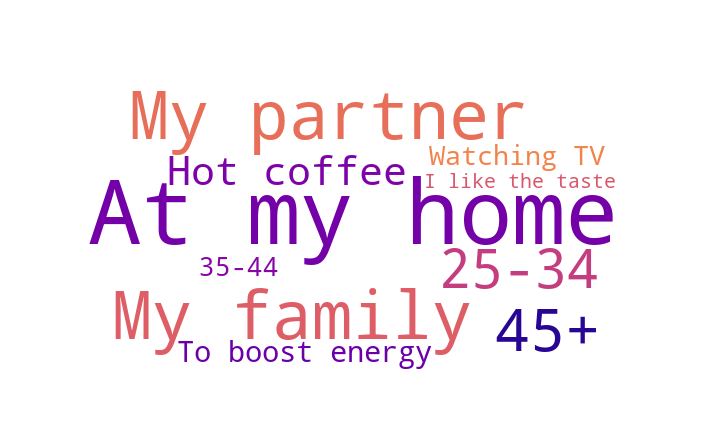 My partner
Watching TV
Hot coffee
I like the taste
At my home
25-34
35-44
My family
45+
To boost energy